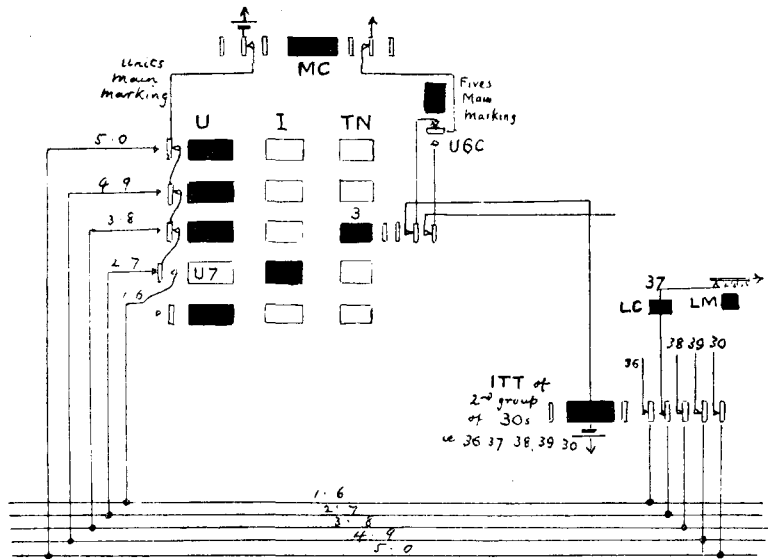 MC
Units
Main
Marking
Fives
Main
Marking
U
I
TN
U6C
5.0
4.9
3.8
3
2.7
U7
1.6
37
LC
LM
36
38 39 30
ITT of
2nd group
of 30s
ie 36 37 38, 39 30
1.6
2.7
3.8
4.9
5.0